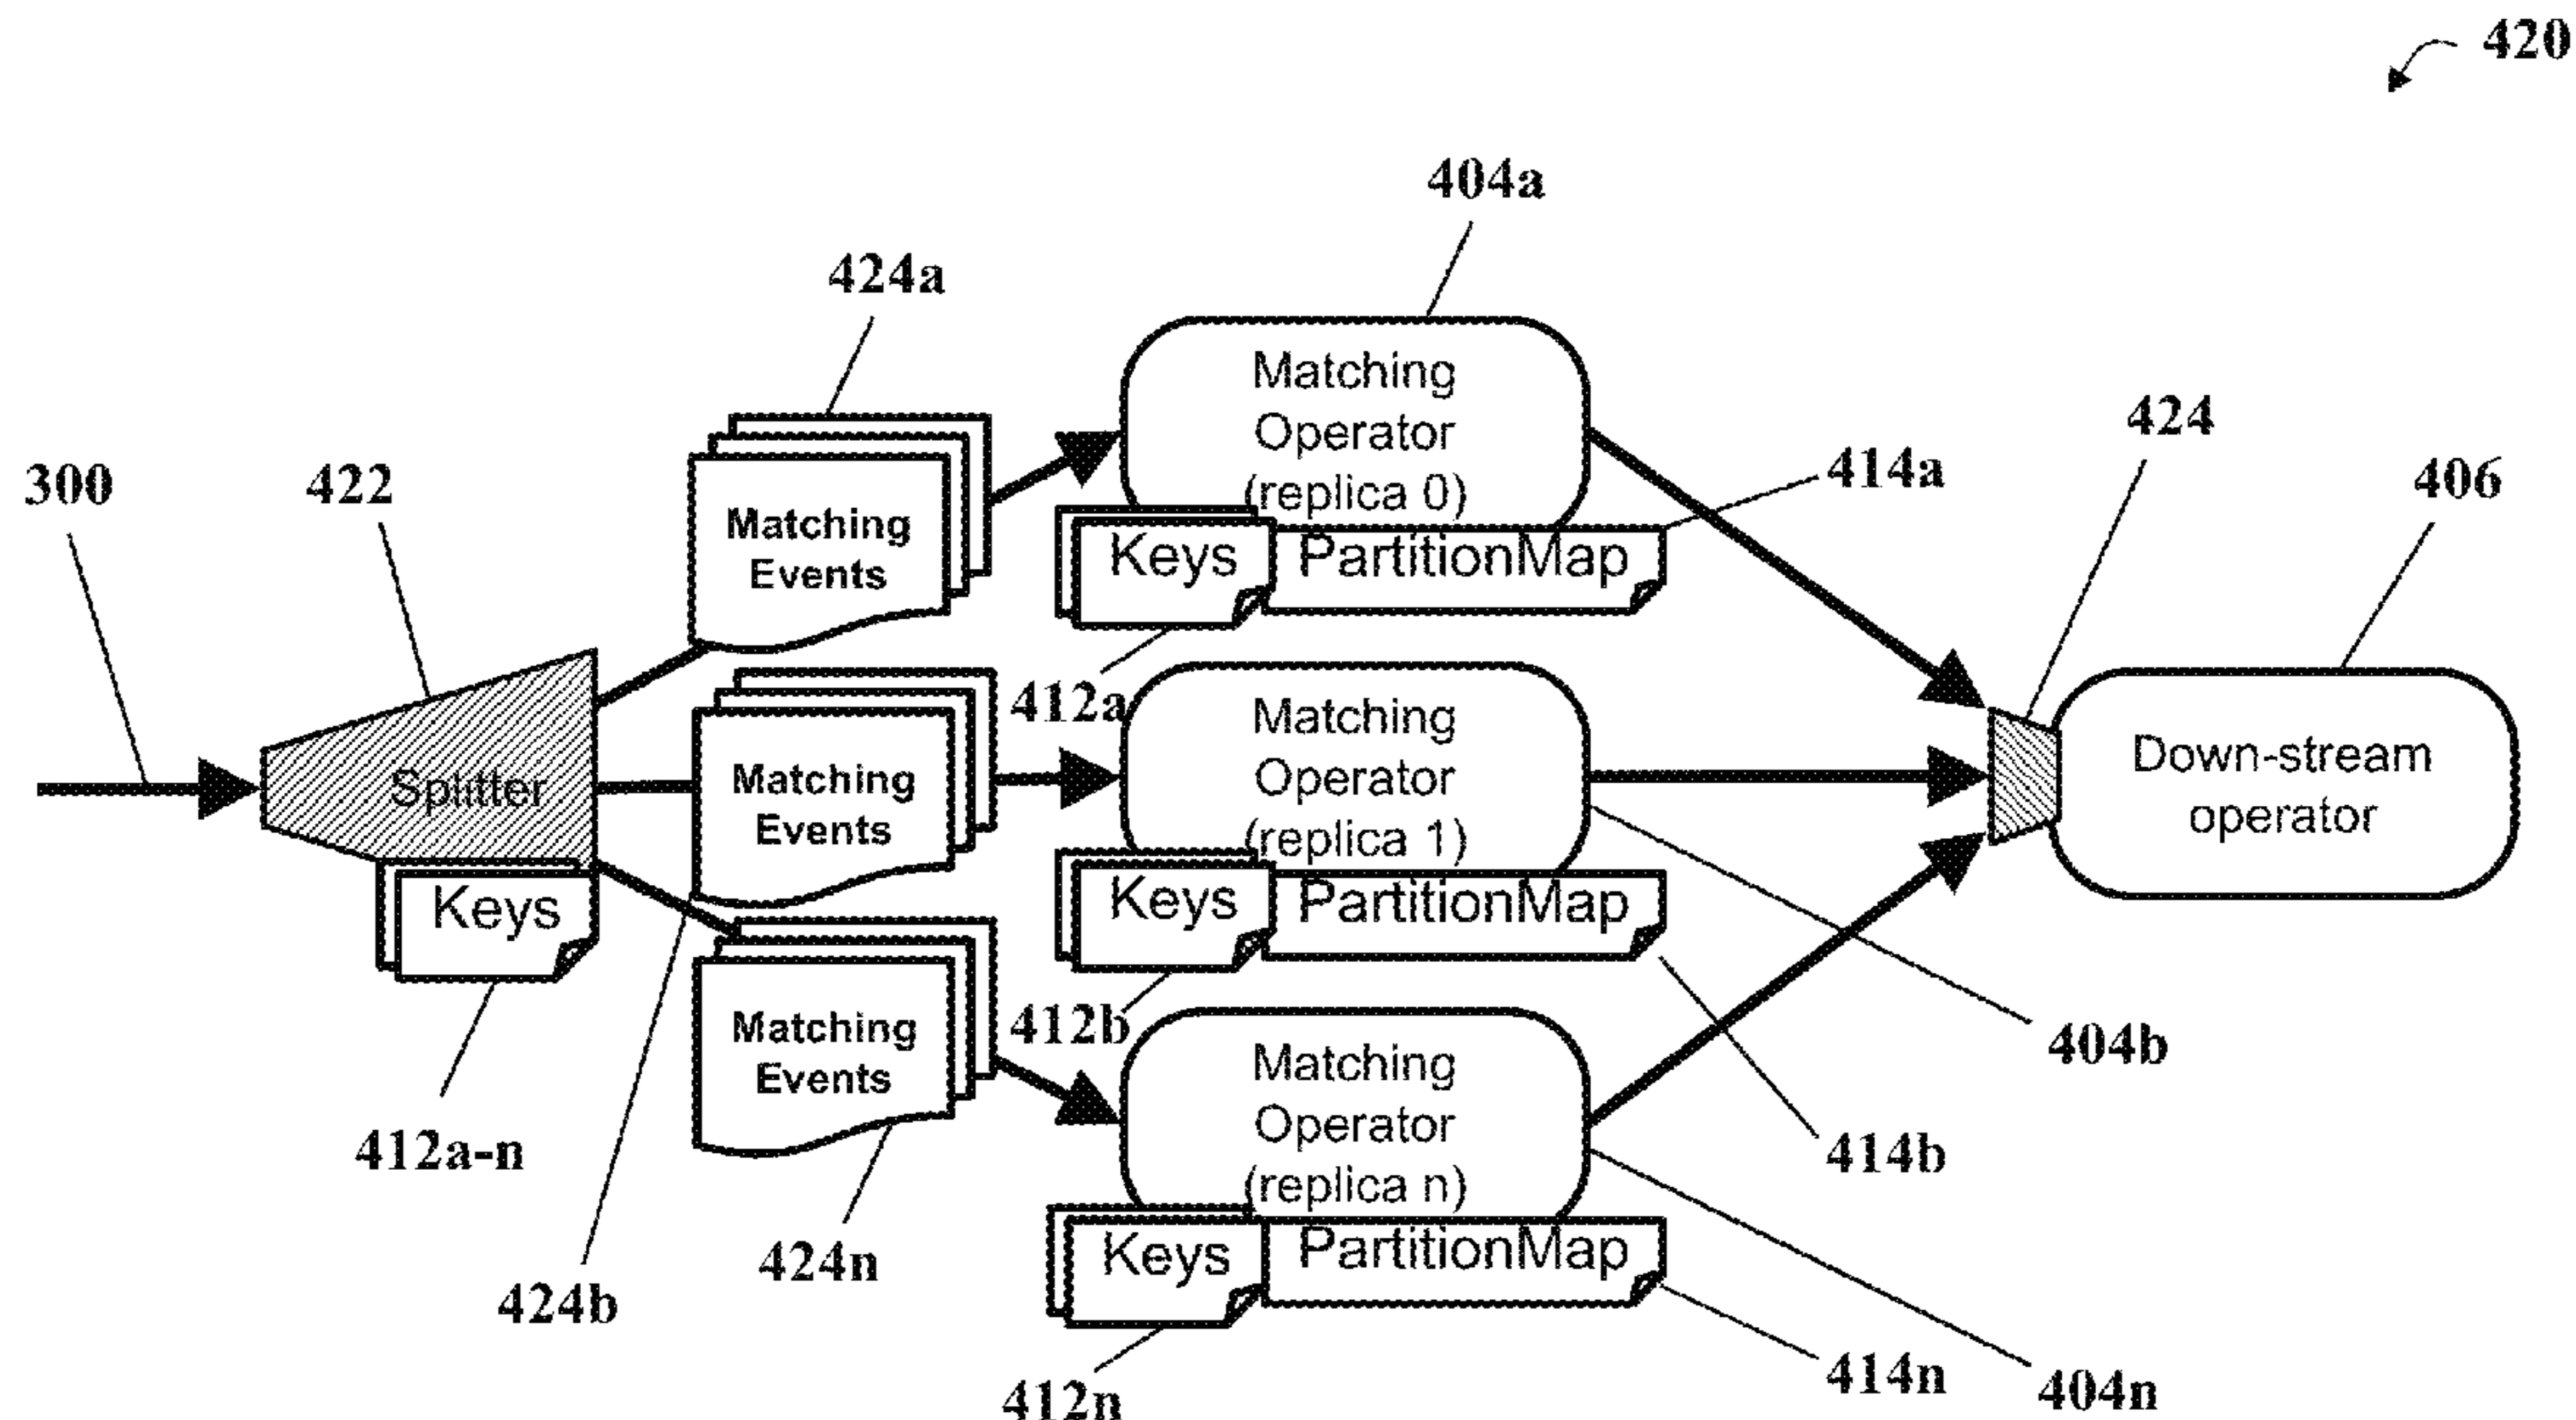 420
404a
424a
Matching
Operator
(replica 0)
424
300
422
414a
406
Matching
Events
Keys
PartitionMap
412a
Matching
Operator
(replica 1)
Down-stream
operator
Splitter
Matching
Events
Keys
Keys
PartitionMap
412b
Matching
Events
Matching
Operator
(replica n)
404b
412a-n
414b
424n
Keys
PartitionMap
424b
414n
404n
412n